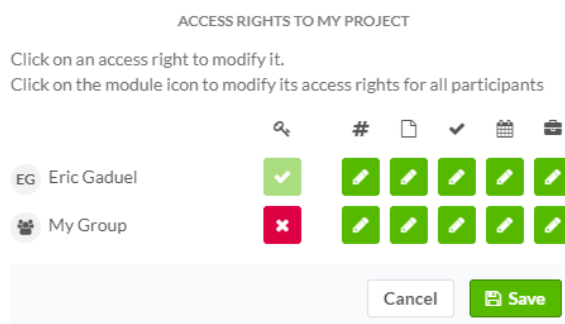 ACCESS RIGHTS TO MY PROJECT
Click on an access right to modify it.
Click on the module icon to modify its access rights for all participants
#
EG Eric Gaduel
My Group
Cancel Save